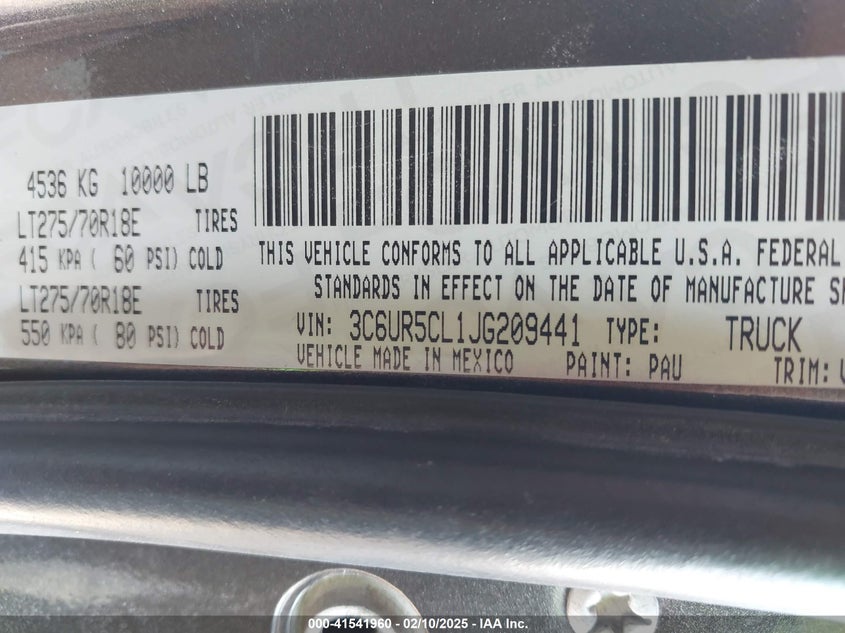 4536 KG 10000 LB
LT275/70R18E TIRES
415 KPA ( 60 PSI) COLD
LT275/70R18E TIRES
550 KPA ( 80 PSI) COLD
THIS VEHICLE CONFORMS TO ALL APPLICABLE U.S.A. FEDERAL
STANDARDS IN EFFECT ON THE DATE OF MANUFACTURE
VIN: 3C6UR5CL1JG209441 TYPE: TRUCK
VEHICLE MADE IN MEXICO PAINT: PAU TRIM:
000-41541960 - 02/10/2025 - IAA Inc.